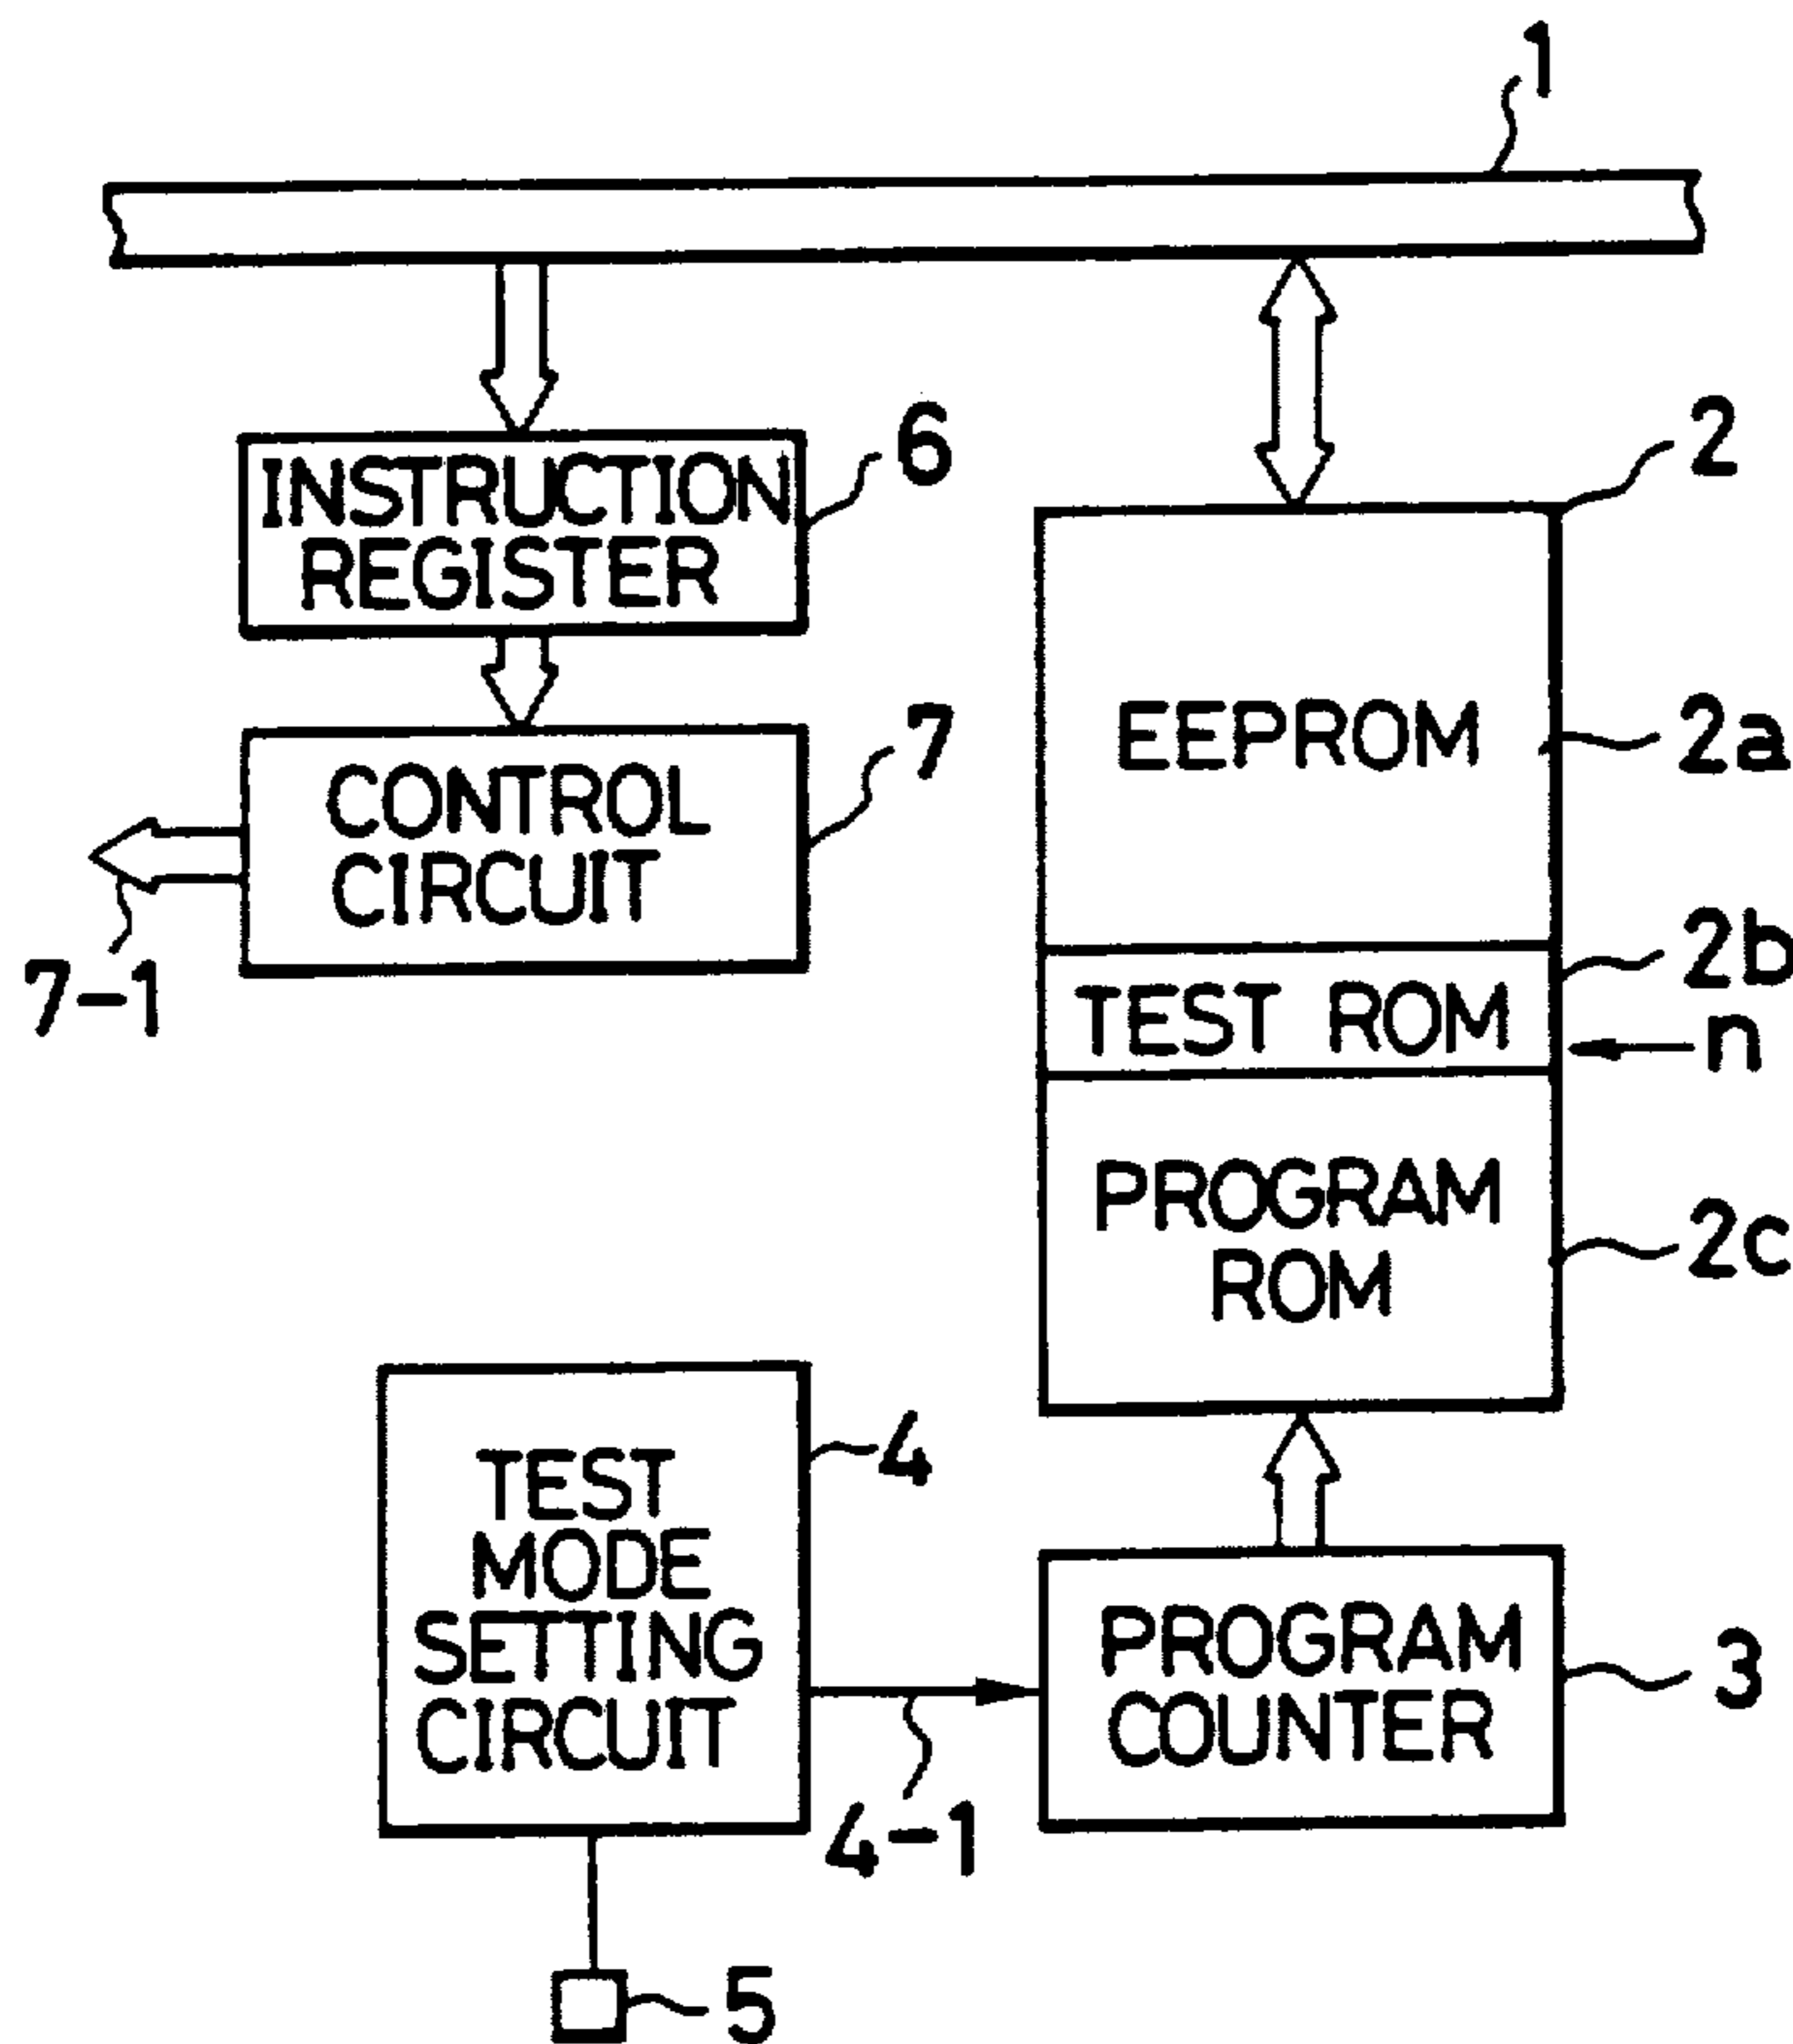 1
INSTRUCTION
REGISTER
6
2
EEPROM
2a
CONTROL
CIRCUIT
7
7-1
2b
TEST ROM
n
PROGRAM
ROM
2c
TEST
MODE
SETTING
CIRCUIT
4
4-1
PROGRAM
COUNTER
3
5